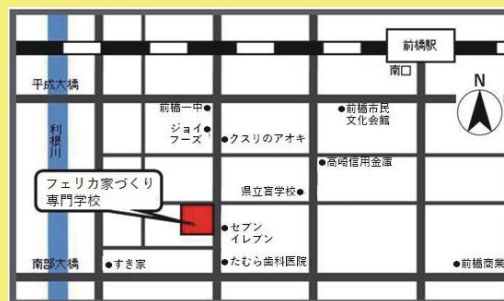 前橋駅
南口
平成大橋
N
前橋一中
ジョイ
フーズ
前橋市民
文化会館
クスリのアオキ
利根川
高崎信用金庫
フェリカ家づくり
専門学校
県立盲学校
セブン
イレブン
南部大橋
すき家
たむら歯科医院
前橋商業